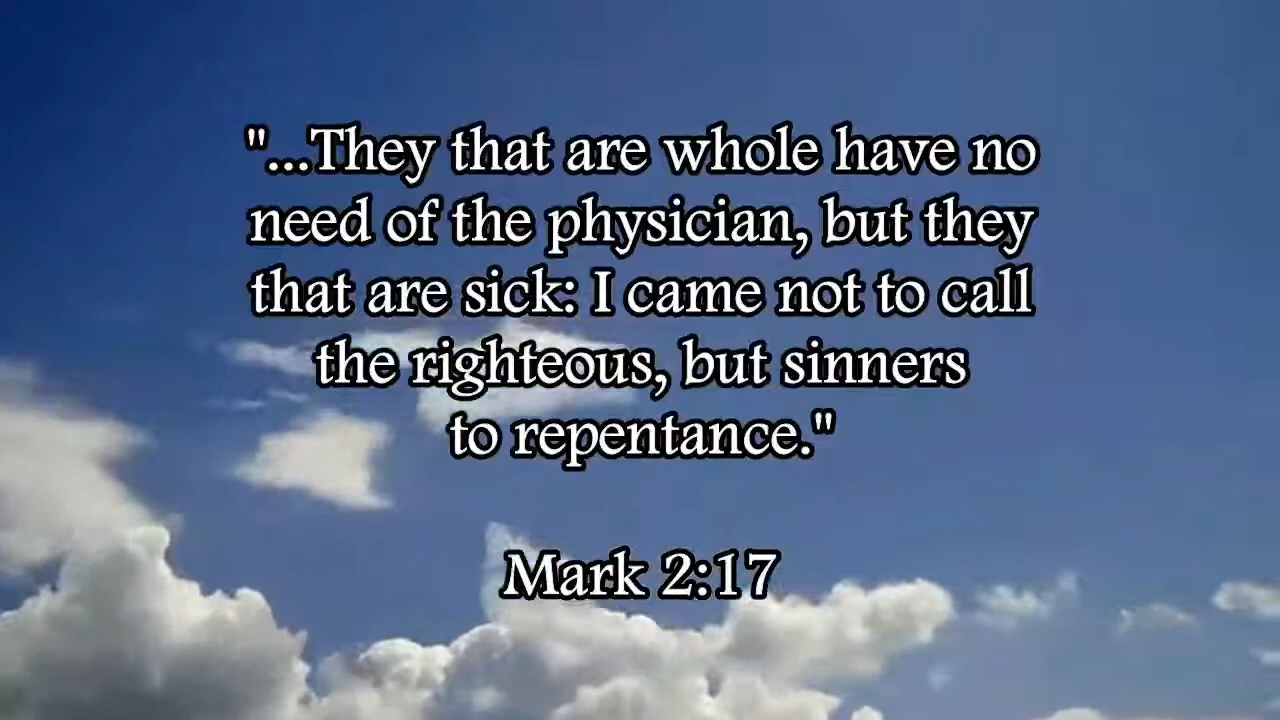 "...They that are whole have no
need of the physician, but they
that are sick: I came not to call
the righteous, but sinners
to repentance."
Mark 2:17